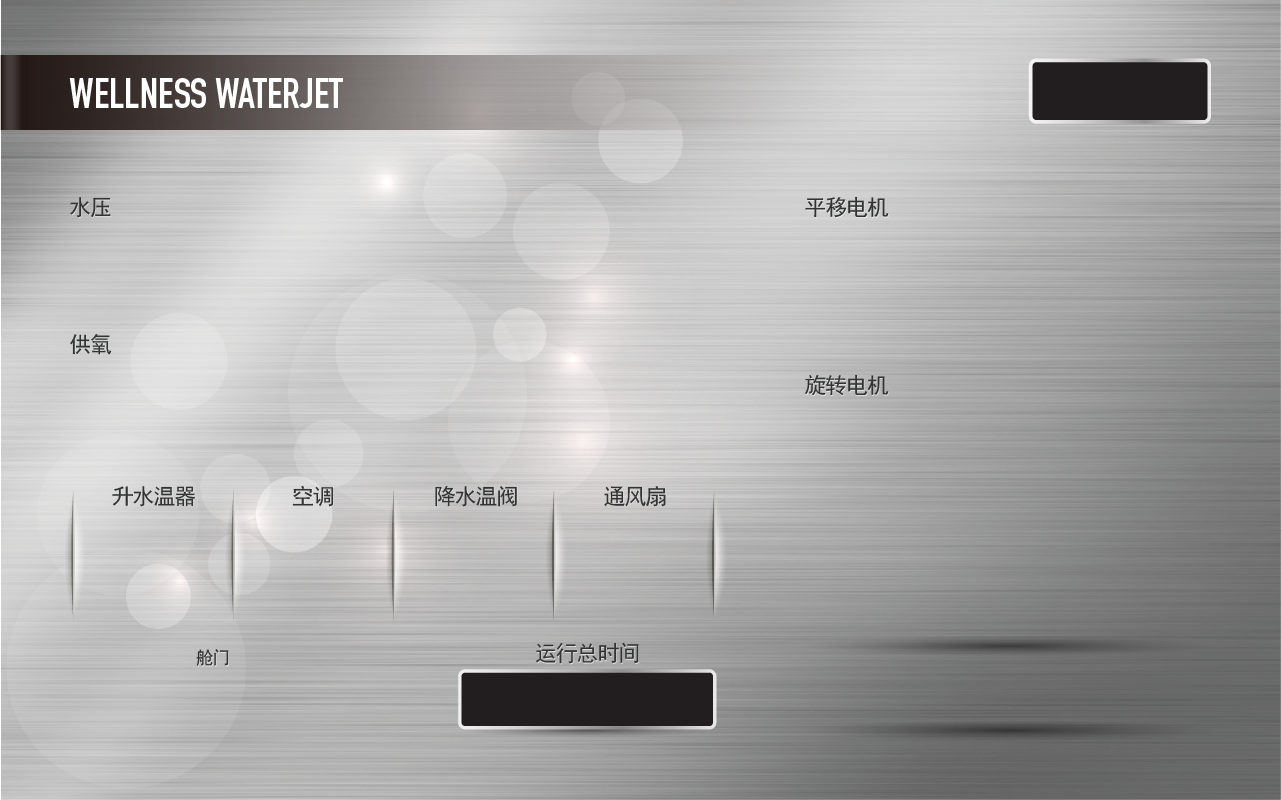 WELLNESS WATERJET
水压
平移电机
供氧
旋转电机
升水温器
空调
降水温阀
通风扇
舱门
运行总时间